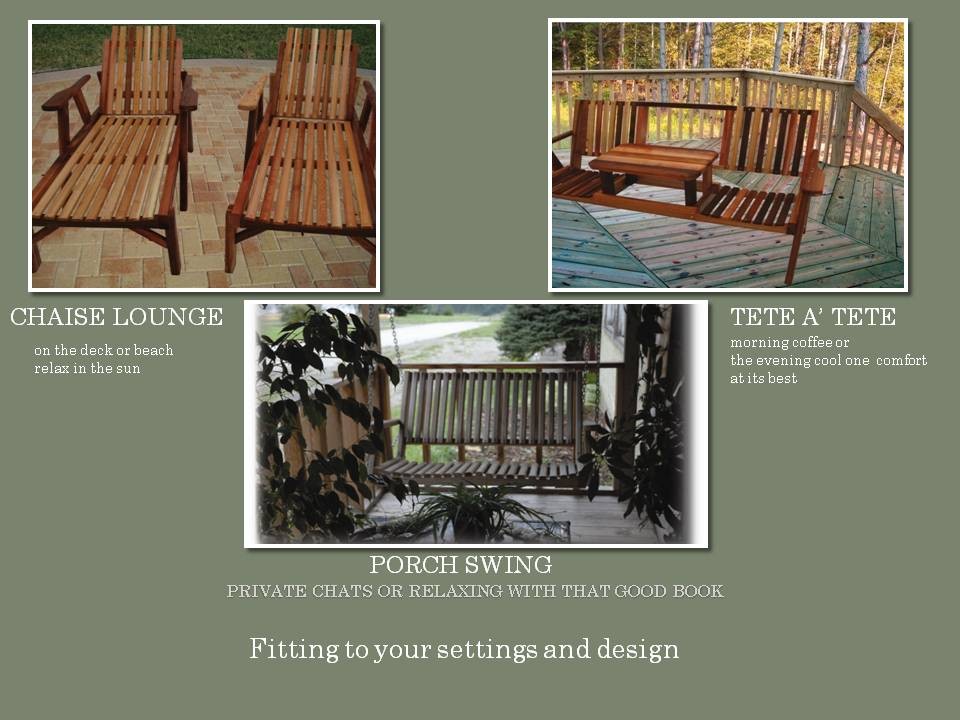 CHAISE LOUNGE
on the deck or beach
relax in the sun
TETE A’ TETE
morning coffee or
the evening cool one comfort
at its best
PORCH SWING
PRIVATE CHATS OR RELAXING WITH THAT GOOD BOOK
Fitting to your settings and design